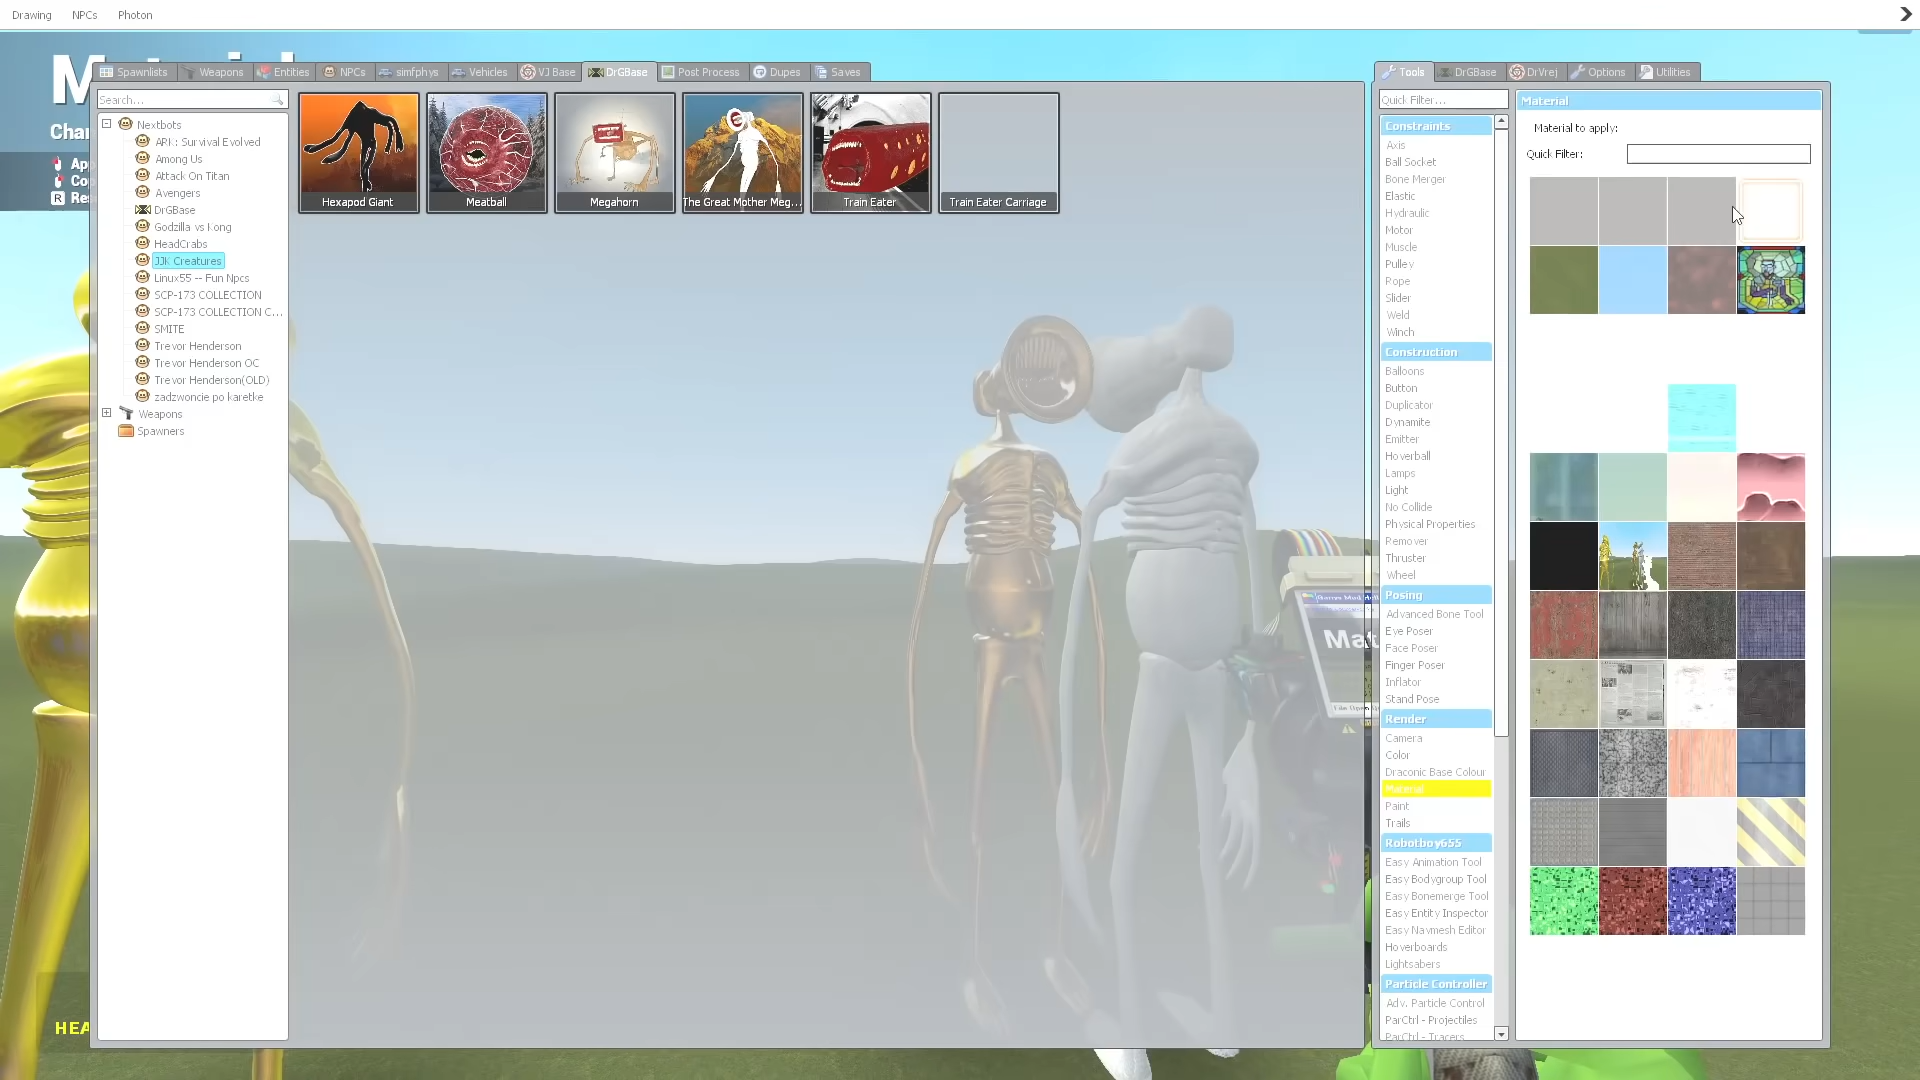 Drawing NPCs Photon
Spawnlists Weapons Entities NPCs simfphys Vehicles VJ Base DrGBase Post Process Dupes Saves
Search...
Nextbots
ARK: Survival Evolved
Among Us
Attack On Titan
Avengers
DrGBase
Godzilla vs Kong
HeadCrabs
JJK Creatures
Linux55 -- Fun Npcs
SCP-173 COLLECTION
SCP-173 COLLECTION C...
SMITE
Trevor Henderson
Trevor Henderson OC
Trevor Henderson(OLD)
zadzwoncie po karetke
Weapons
Spawners
Hexapod Giant
Meatball
Megahorn
The Great Mother Meg...
Train Eater
Train Eater Carriage
Tools DrGBase DrVrej Options Utilities
Quick Filter...
Constraints
Axis
Ball Socket
Bone Merger
Elastic
Hydraulic
Motor
Muscle
Pulley
Rope
Slider
Weld
Winch
Construction
Balloons
Button
Duplicator
Dynamite
Emitter
Hoverball
Lamps
Light
No Collide
Physical Properties
Remover
Thruster
Wheel
Posing
Advanced Bone Tool
Eye Poser
Face Poser
Finger Poser
Inflator
Stand Pose
Render
Camera
Color
Draconic Base Colour
Material
Paint
Trails
Robotboy655
Easy Animation Tool
Easy Bodygroup Tool
Easy Bonemerge Tool
Easy Entity Inspector
Easy Navmesh Editor
Hoverboards
Lightsabers
Particle Controller
Adv. Particle Control
ParCtrl - Projectiles
ParCtrl - Tracers
Material
Material to apply:
Quick Filter:
Cha
App
Cop
R Res
HEA
Mat